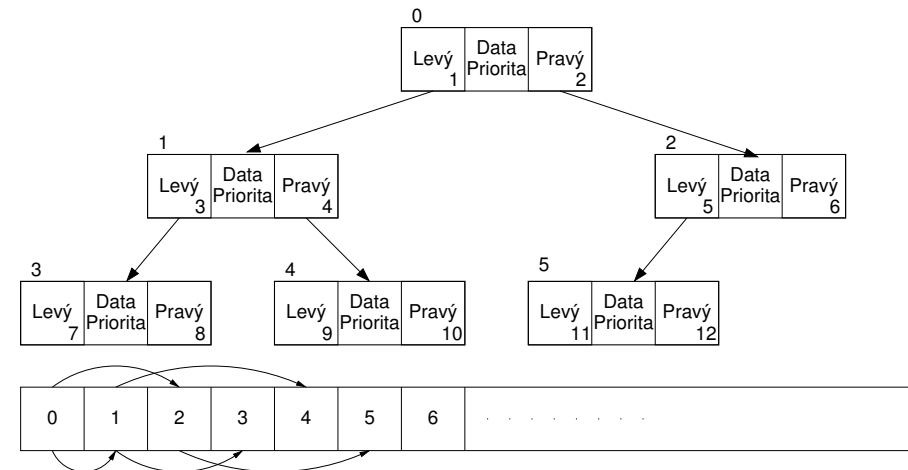 0
Levý
1
Data
Priorita
Pravý
2
1
Levý
3
Data
Priorita
Pravý
4
2
Levý
5
Data
Priorita
Pravý
6
3
Levý
7
Data
Priorita
Pravý
8
4
Levý
9
Data
Priorita
Pravý
10
5
Levý
11
Data
Priorita
Pravý
12
0 1 2 3 4 5 6 . . . . . . . .